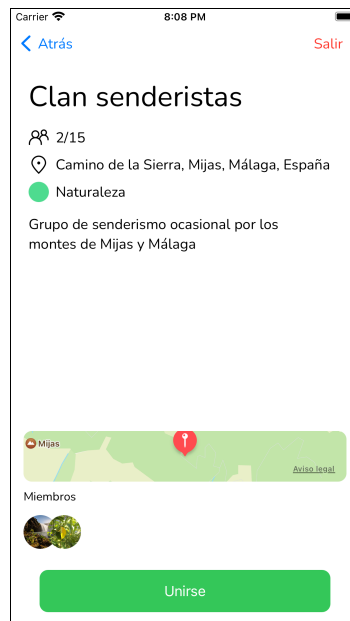 Carrier 8:08 PM
Atrás Salir
Clan senderistas
2/15
Camino de la Sierra, Mijas, Málaga, España
Naturaleza
Grupo de senderismo ocasional por los
montes de Mijas y Málaga
Mijas
Aviso legal
Miembros
Unirse